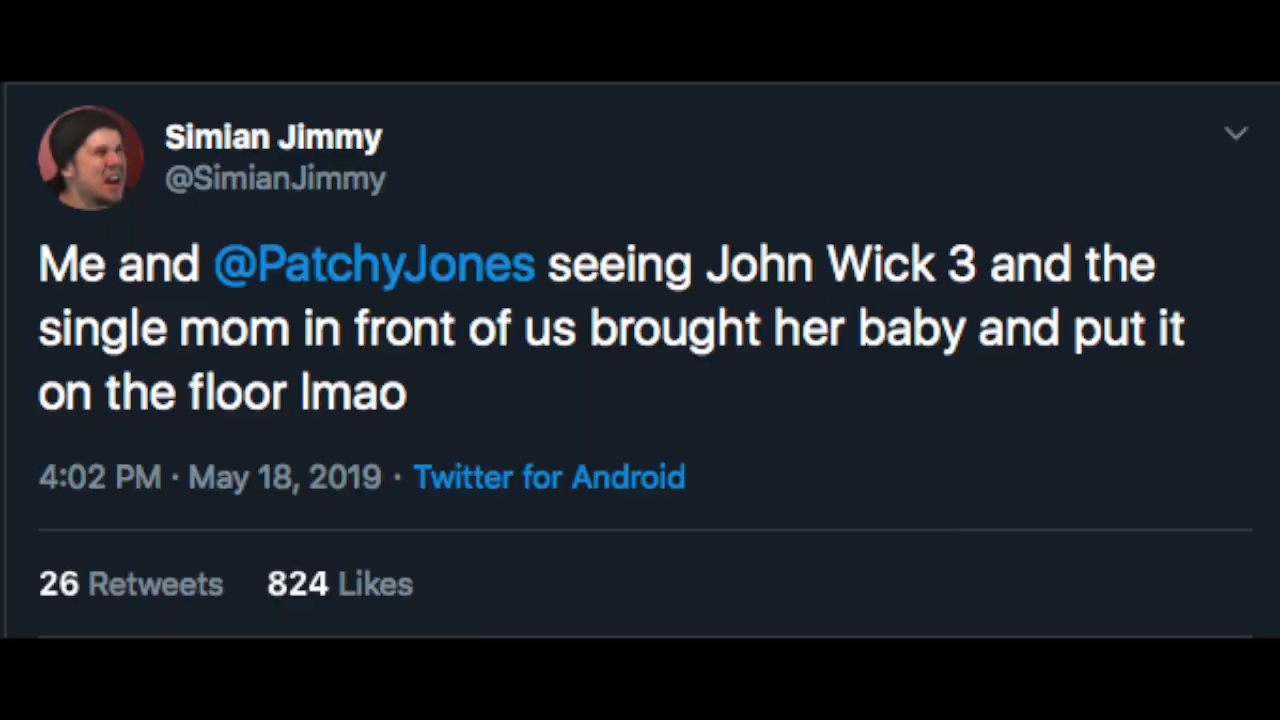 Simian Jimmy
@SimianJimmy
Me and @PatchyJones seeing John Wick 3 and the
single mom in front of us brought her baby and put it
on the floor lmao
4:02 PM · May 18, 2019 · Twitter for Android
26 Retweets 824 Likes